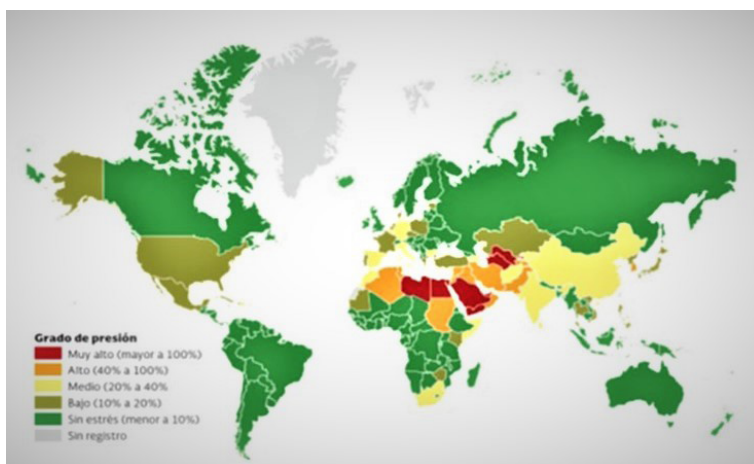 Grado de presión
Muy alto (mayor a 100%)
Alto (40% a 100%)
Medio (20% a 40%
Bajo (10% a 20%)
Sin estrés (menor a 10%)
Sin registro